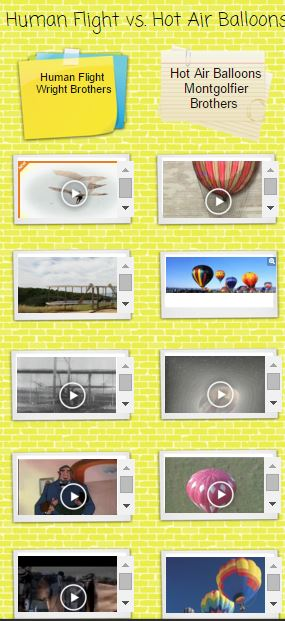 Human Flight vs. Hot Air Balloons
Human Flight
Wright Brothers
Hot Air Balloons
Montgolfier
Brothers